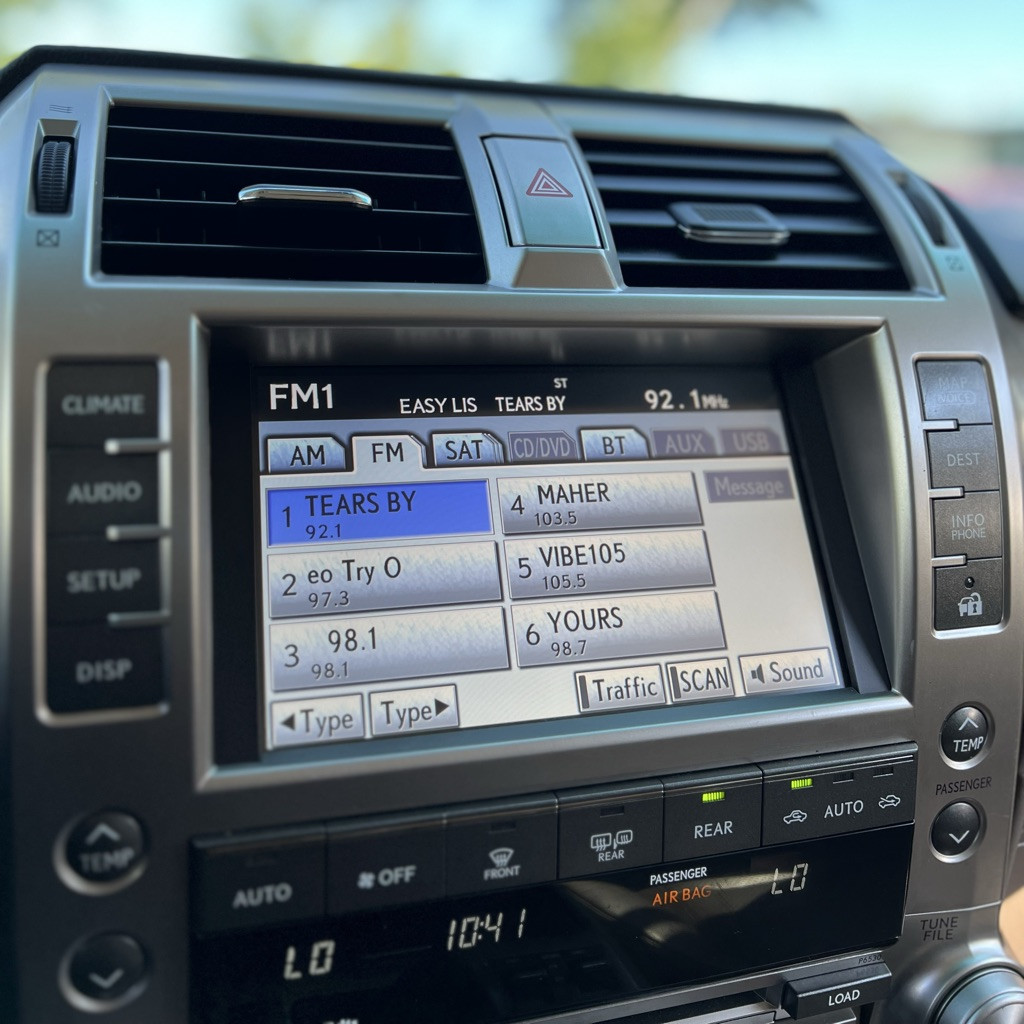 FM1 EASY LIS TEARS BY ST 92.1MHz
AM FM SAT CD/DVD BT AUX USB
1 TEARS BY
92.1
4 MAHER
103.5
Message
2 eo Try O
97.3
5 VIBE105
105.5
3 98.1
98.1
6 YOURS
98.7
◀Type Type▶ Traffic SCAN Sound
CLIMATE
AUDIO
SETUP
DISP
MAP
VOICE
DEST
INFO
PHONE
TEMP
TEMP
PASSENGER
AUTO OFF FRONT REAR REAR AUTO
PASSENGER
AIR BAG
LO 10:41 LO
TUNE
FILE
P6530
LOAD